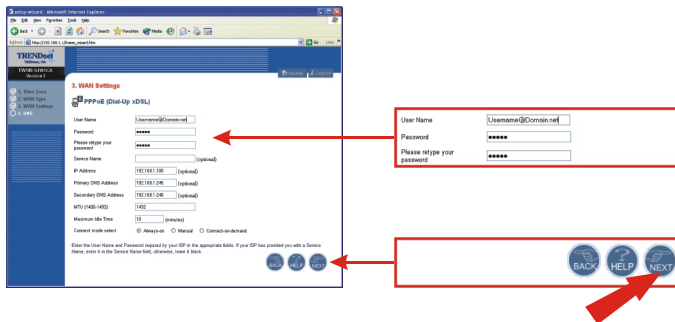 setup wizard - Microsoft Internet Explorer
File Edit View Favorites Tools Help
Back Search Favorites Media
Address Go Links
TRENDnet
TW100-S4W1CA
Version F
Home Logout
1. Time Zone
2. WAN Type
3. WAN Settings
4. DNS
3. WAN Settings
PPPoE (Dial-Up xDSL)
User Name Username@Domain.net
Password •••••
Please retype your
password •••••
Service Name (optional)
IP Address 192.168.1.100 (optional)
Primary DNS Address 192.168.1.245 (optional)
Secondary DNS Address 192.168.1.246 (optional)
MTU (1400-1492) 1492
Maximum Idle Time 10 (minutes)
Connect mode select Always-on Manual Connect-on-demand
Enter the User Name and Password required by your ISP in the appropriate fields. If your ISP has provided you with a Service
Name, enter it in the Service Name field, otherwise, leave it blank.
BACK HELP NEXT
User Name Username@Domain.net
Password •••••
Please retype your
password •••••
BACK HELP NEXT